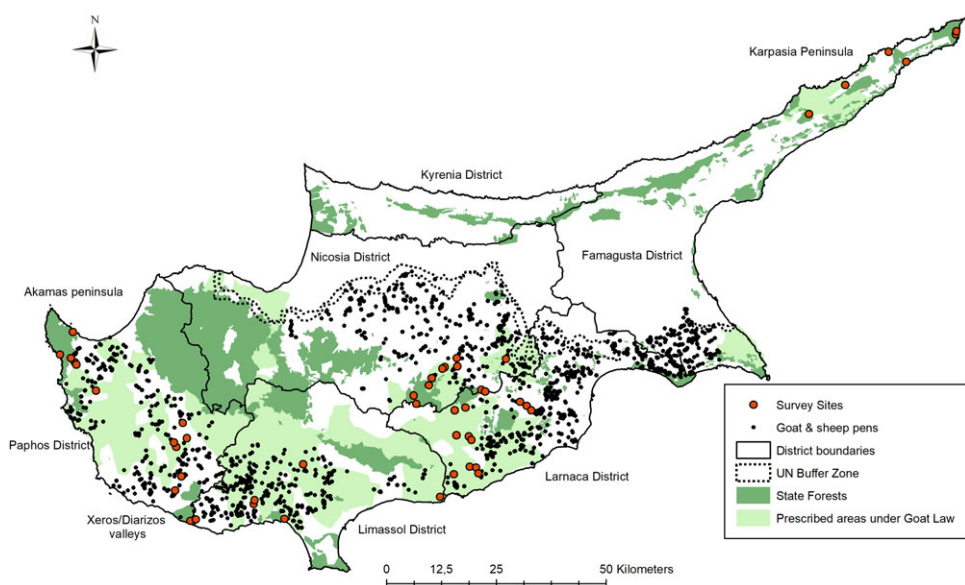 N
Karpasia Peninsula
Kyrenia District
Nicosia District
Famagusta District
Akamas peninsula
Paphos District
Larnaca District
Xeros/Diarizos
valleys
Limassol District
Survey Sites
Goat & sheep pens
District boundaries
UN Buffer Zone
State Forests
Prescribed areas under Goat Law
0 12,5 25 50 Kilometers